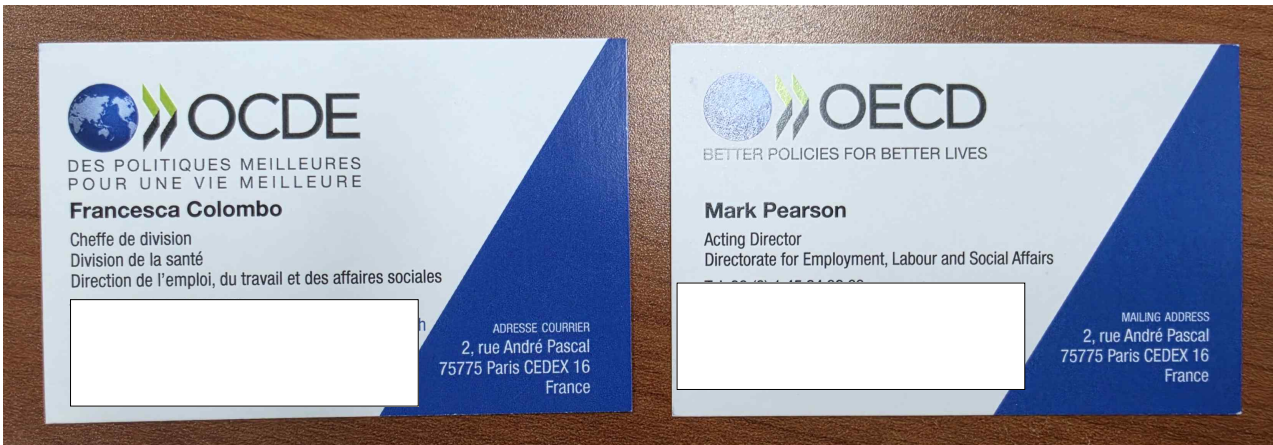 OCDE
DES POLITIQUES MEILLEURES
POUR UNE VIE MEILLEURE
Francesca Colombo
Cheffe de division
Division de la santé
Direction de l'emploi, du travail et des affaires sociales
h
ADRESSE COURRIER
2, rue André Pascal
75775 Paris CEDEX 16
France
OECD
BETTER POLICIES FOR BETTER LIVES
Mark Pearson
Acting Director
Directorate for Employment, Labour and Social Affairs
MAILING ADDRESS
2, rue André Pascal
75775 Paris CEDEX 16
France